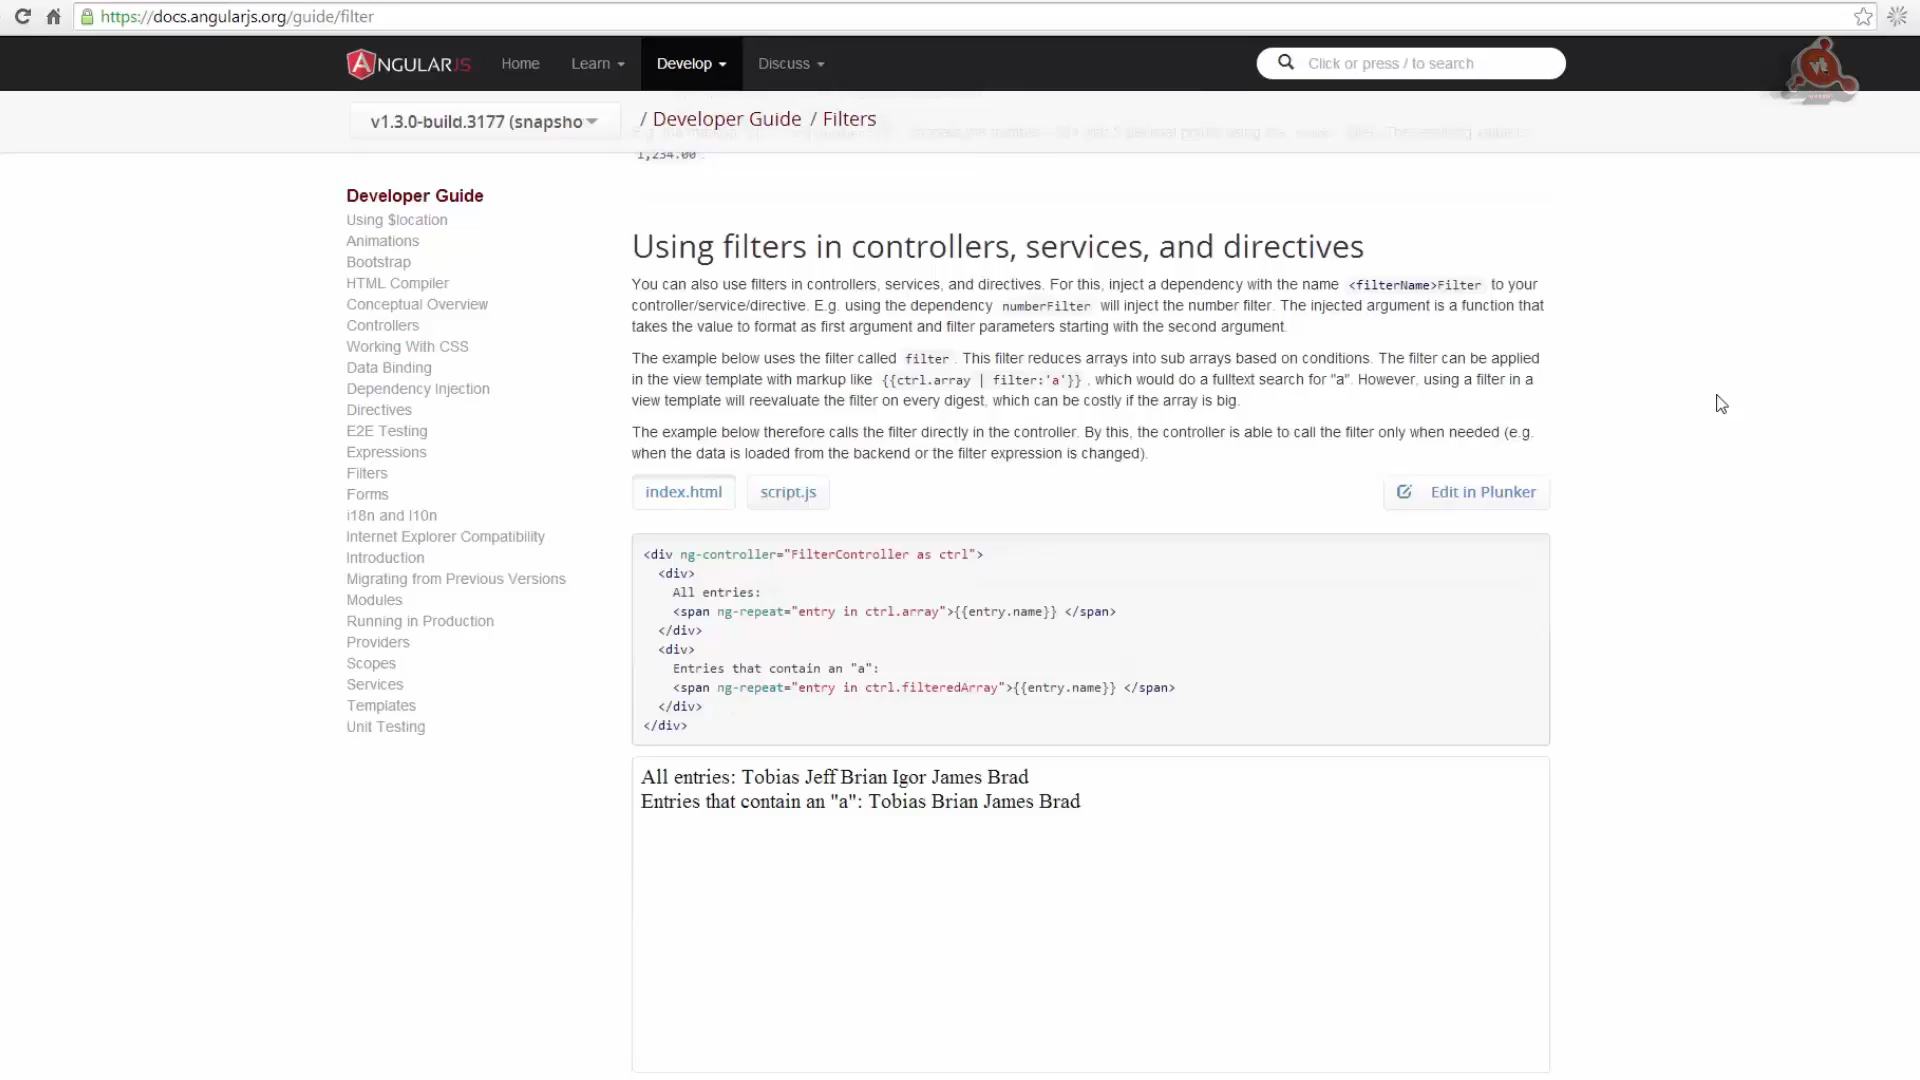 https://docs.angularjs.org/guide/filter
ANGULARJS Home Learn Develop Discuss Click or press / to search
v1.3.0-build.3177 (snapsho / Developer Guide / Filters
1,234.00 .
Developer Guide
Using $location
Animations
Bootstrap
HTML Compiler
Conceptual Overview
Controllers
Working With CSS
Data Binding
Dependency Injection
Directives
E2E Testing
Expressions
Filters
Forms
i18n and l10n
Internet Explorer Compatibility
Introduction
Migrating from Previous Versions
Modules
Running in Production
Providers
Scopes
Services
Templates
Unit Testing
Using filters in controllers, services, and directives
You can also use filters in controllers, services, and directives. For this, inject a dependency with the name <filterName>Filter to your
controller/service/directive. E.g. using the dependency numberFilter will inject the number filter. The injected argument is a function that
takes the value to format as first argument and filter parameters starting with the second argument.
The example below uses the filter called filter . This filter reduces arrays into sub arrays based on conditions. The filter can be applied
in the view template with markup like {{ctrl.array | filter:'a'}} , which would do a fulltext search for "a". However, using a filter in a
view template will reevaluate the filter on every digest, which can be costly if the array is big.
The example below therefore calls the filter directly in the controller. By this, the controller is able to call the filter only when needed (e.g.
when the data is loaded from the backend or the filter expression is changed).
index.html script.js Edit in Plunker
<div ng-controller="FilterController as ctrl">
<div>
All entries:
<span ng-repeat="entry in ctrl.array">{{entry.name}} </span>
</div>
<div>
Entries that contain an "a":
<span ng-repeat="entry in ctrl.filteredArray">{{entry.name}} </span>
</div>
</div>
All entries: Tobias Jeff Brian Igor James Brad
Entries that contain an "a": Tobias Brian James Brad